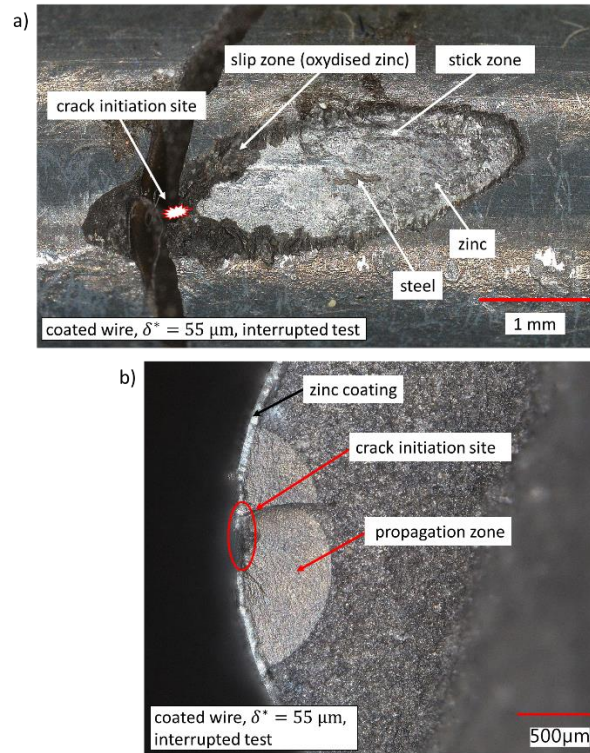 a)
slip zone (oxydised zinc)
stick zone
crack initiation site
zinc
steel
1 mm
coated wire, δ* = 55 μm, interrupted test
b)
zinc coating
crack initiation site
propagation zone
coated wire, δ* = 55 μm,
interrupted test
500μm